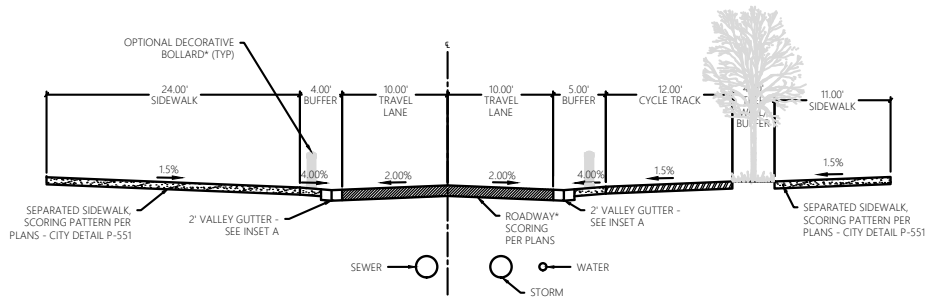 ℄
OPTIONAL DECORATIVE
BOLLARD* (TYP)
24.00'
SIDEWALK
4.00'
BUFFER
10.00'
TRAVEL
LANE
10.00'
TRAVEL
LANE
5.00'
BUFFER
12.00'
CYCLE TRACK
BUFFER
11.00'
SIDEWALK
1.5%
4.00%
2.00%
2.00%
4.00%
1.5%
1.5%
SEPARATED SIDEWALK,
SCORING PATTERN PER
PLANS - CITY DETAIL P-551
2' VALLEY GUTTER -
SEE INSET A
ROADWAY*
SCORING
PER PLANS
2' VALLEY GUTTER -
SEE INSET A
SEPARATED SIDEWALK,
SCORING PATTERN PER
PLANS - CITY DETAIL P-551
SEWER
WATER
STORM